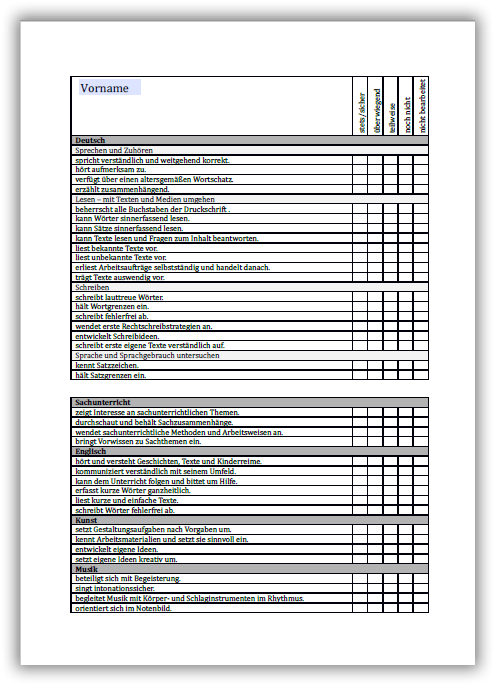 Vorname
stets/sicher
überwiegend
teilweise
noch nicht
nicht bearbeitet
Deutsch
Sprechen und Zuhören
spricht verständlich und weitgehend korrekt.
hört aufmerksam zu.
verfügt über einen altersgemäßen Wortschatz.
erzählt zusammenhängend.
Lesen – mit Texten und Medien umgehen
beherrscht alle Buchstaben der Druckschrift .
kann Wörter sinnerfassend lesen.
kann Sätze sinnerfassend lesen.
kann Texte lesen und Fragen zum Inhalt beantworten.
liest bekannte Texte vor.
liest unbekannte Texte vor.
erliest Arbeitsaufträge selbstständig und handelt danach.
trägt Texte auswendig vor.
Schreiben
schreibt lauttreue Wörter.
hält Wortgrenzen ein.
schreibt fehlerfrei ab.
wendet erste Rechtschreibstrategien an.
entwickelt Schreibideen.
schreibt erste eigene Texte verständlich auf.
Sprache und Sprachgebrauch untersuchen
kennt Satzzeichen.
hält Satzgrenzen ein.
Sachunterricht
zeigt Interesse an sachunterrichtlichen Themen.
durchschaut und behält Sachzusammenhänge.
wendet sachunterrichtliche Methoden und Arbeitsweisen an.
bringt Vorwissen zu Sachthemen ein.
Englisch
hört und versteht Geschichten, Texte und Kinderreime.
kommuniziert verständlich mit seinem Umfeld.
kann dem Unterricht folgen und bittet um Hilfe.
erfasst kurze Wörter ganzheitlich.
liest kurze und einfache Texte.
schreibt Wörter fehlerfrei ab.
Kunst
setzt Gestaltungsaufgaben nach Vorgaben um.
kennt Arbeitsmaterialien und setzt sie sinnvoll ein.
entwickelt eigene Ideen.
setzt eigene Ideen kreativ um.
Musik
beteiligt sich mit Begeisterung.
singt intonationssicher.
begleitet Musik mit Körper- und Schlaginstrumenten im Rhythmus.
orientiert sich im Notenbild.